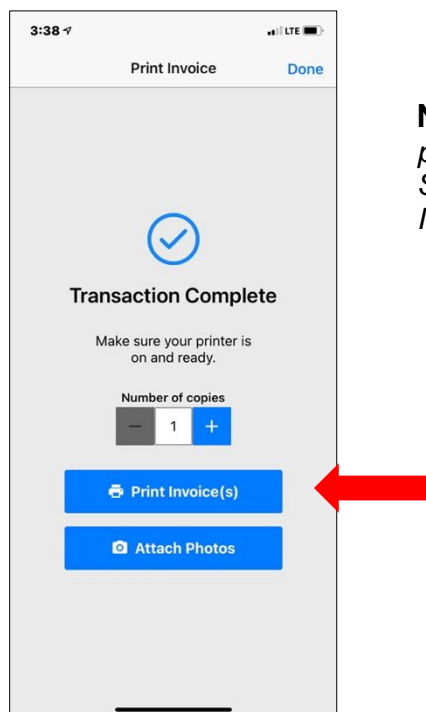 3:38
LTE
Print Invoice
Done
Transaction Complete
Make sure your printer is
on and ready.
Number of copies
− 1 +
Print Invoice(s)
Attach Photos